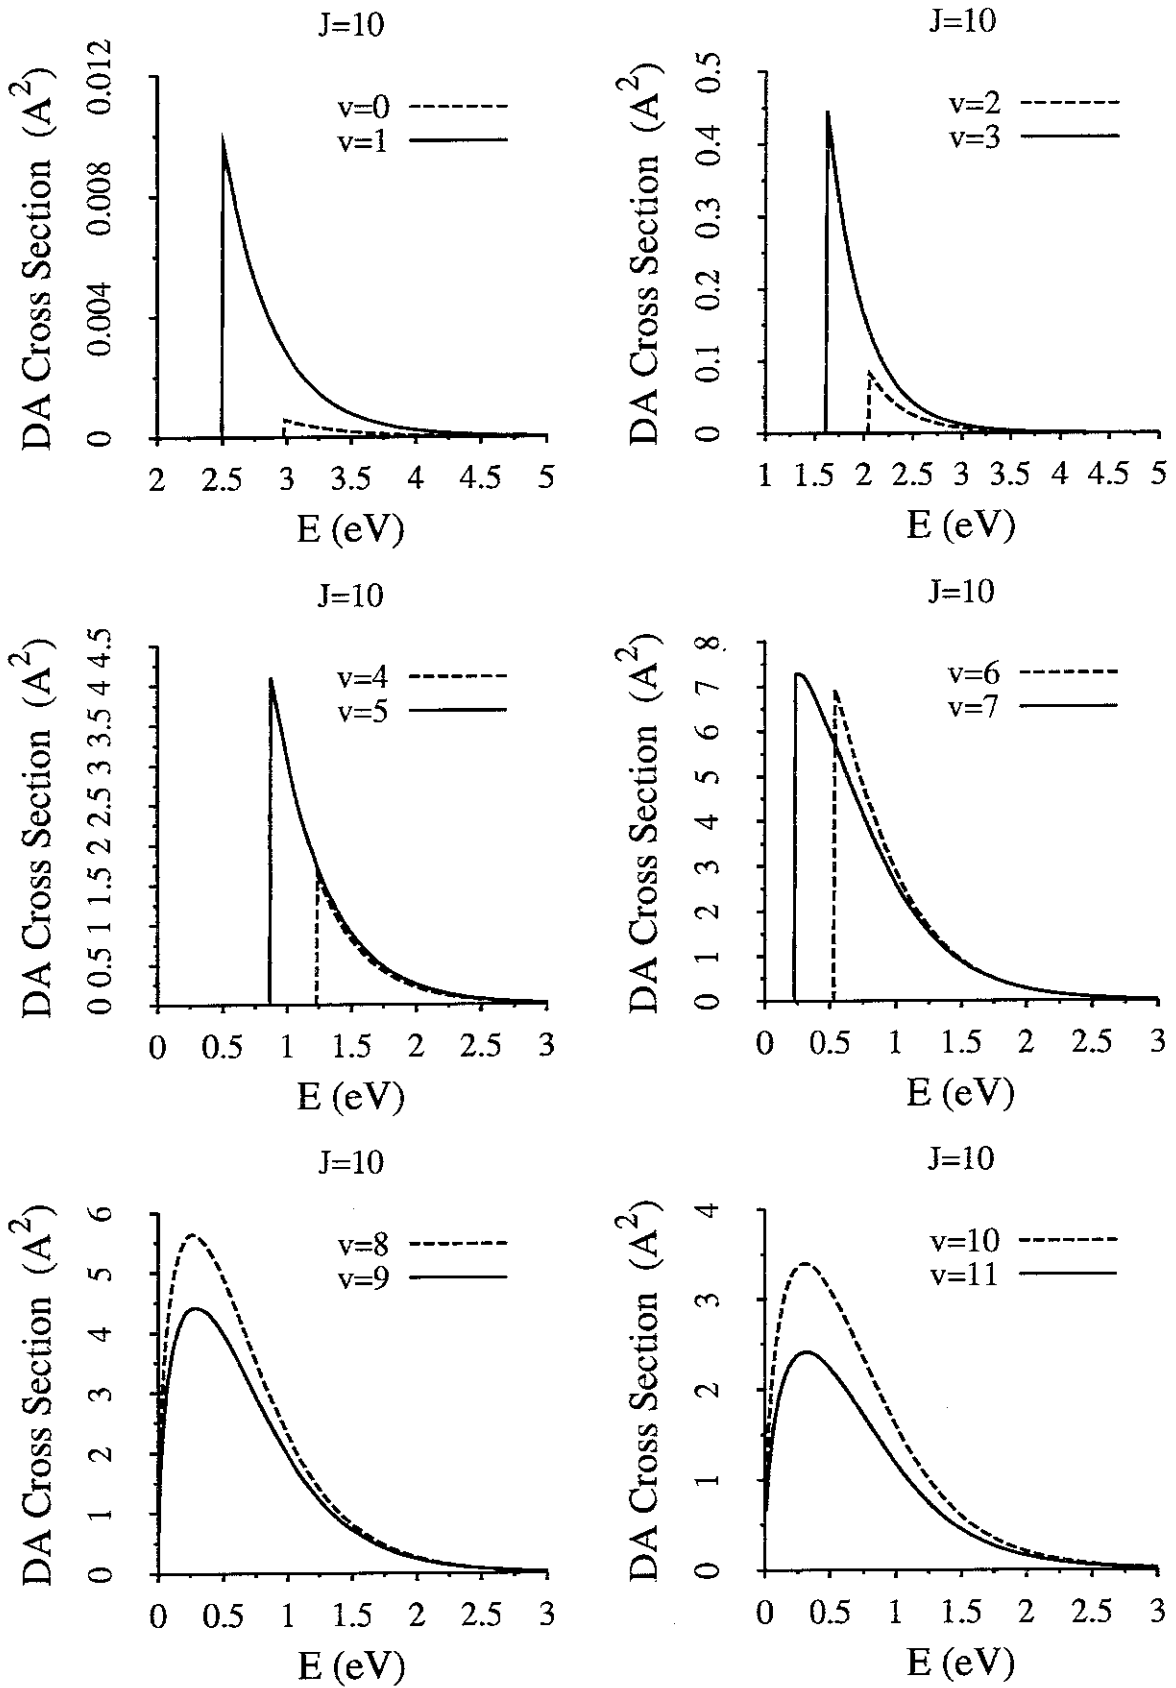 J=10
DA Cross Section (A²)
0 0.004 0.008 0.012
v=0
v=1
2 2.5 3 3.5 4 4.5 5
E (eV)
J=10
DA Cross Section (A²)
0 0.1 0.2 0.3 0.4 0.5
v=2
v=3
1 1.5 2 2.5 3 3.5 4 4.5 5
E (eV)
J=10
DA Cross Section (A²)
0 0.5 1 1.5 2 2.5 3 3.5 4 4.5
v=4
v=5
0 0.5 1 1.5 2 2.5 3
E (eV)
J=10
DA Cross Section (A²)
0 1 2 3 4 5 6 7 8
v=6
v=7
0 0.5 1 1.5 2 2.5 3
E (eV)
J=10
DA Cross Section (A²)
0 1 2 3 4 5 6
v=8
v=9
0 0.5 1 1.5 2 2.5 3
E (eV)
J=10
DA Cross Section (A²)
0 1 2 3 4
v=10
v=11
0 0.5 1 1.5 2 2.5 3
E (eV)